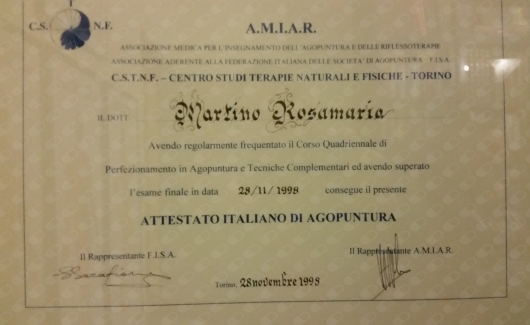 C.S. T N.F.
A.M.I.A.R.
ASSOCIAZIONE MEDICA PER L'INSEGNAMENTO DELL'AGOPUNTURA E DELLE RIFLESSOTERAPIE
ASSOCIAZIONE ADERENTE ALLA FEDERAZIONE ITALIANA DELLE SOCIETA' DI AGOPUNTURA - F.I.S.A.
C.S.T.N.F. – CENTRO STUDI TERAPIE NATURALI E FISICHE - TORINO
IL DOTT Martino Rosamaria
Avendo regolarmente frequentato il Corso Quadriennale di
Perfezionamento in Agopuntura e Tecniche Complementari ed avendo superato
l'esame finale in data 28/11/1998 consegue il presente
ATTESTATO ITALIANO DI AGOPUNTURA
Il Rappresentante F.I.S.A. Il Rappresentante A.M.I.A.R.
Torino, 28 novembre 1998